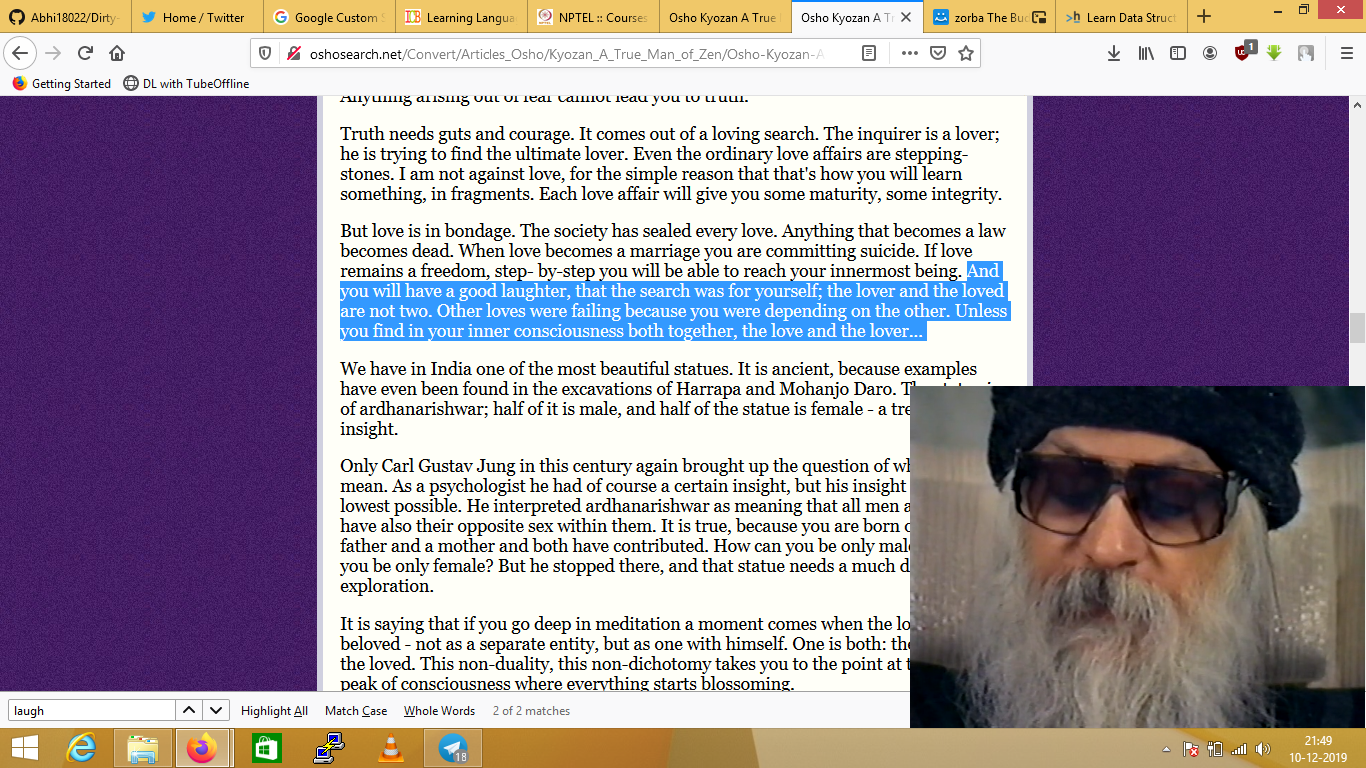 Abhi18022/Dirty-
Home / Twitter
Google Custom S
Learning Langua
NPTEL :: Courses
Osho Kyozan A True
Osho Kyozan A Tr
zorba The Bu
Learn Data Struct
oshosearch.net/Convert/Articles_Osho/Kyozan_A_True_Man_of_Zen/Osho-Kyozan-A
1
Getting Started
DL with TubeOffline
Anything arising out of fear cannot lead you to truth.
Truth needs guts and courage. It comes out of a loving search. The inquirer is a lover;
he is trying to find the ultimate lover. Even the ordinary love affairs are stepping-
stones. I am not against love, for the simple reason that that's how you will learn
something, in fragments. Each love affair will give you some maturity, some integrity.
But love is in bondage. The society has sealed every love. Anything that becomes a law
becomes dead. When love becomes a marriage you are committing suicide. If love
remains a freedom, step- by-step you will be able to reach your innermost being. And
you will have a good laughter, that the search was for yourself; the lover and the loved
are not two. Other loves were failing because you were depending on the other. Unless
you find in your inner consciousness both together, the love and the lover...
We have in India one of the most beautiful statues. It is ancient, because examples
have even been found in the excavations of Harrapa and Mohanjo Daro.
of ardhanarishwar; half of it is male, and half of the statue is female - a tre
insight.
Only Carl Gustav Jung in this century again brought up the question of w
mean. As a psychologist he had of course a certain insight, but his insight
lowest possible. He interpreted ardhanarishwar as meaning that all men a
have also their opposite sex within them. It is true, because you are born o
father and a mother and both have contributed. How can you be only mal
you be only female? But he stopped there, and that statue needs a much d
exploration.
It is saying that if you go deep in meditation a moment comes when the lo
beloved - not as a separate entity, but as one with himself. One is both: the
the loved. This non-duality, this non-dichotomy takes you to the point at
peak of consciousness where everything starts blossoming.
laugh
Highlight All
Match Case
Whole Words
2 of 2 matches
18
21:49
10-12-2019